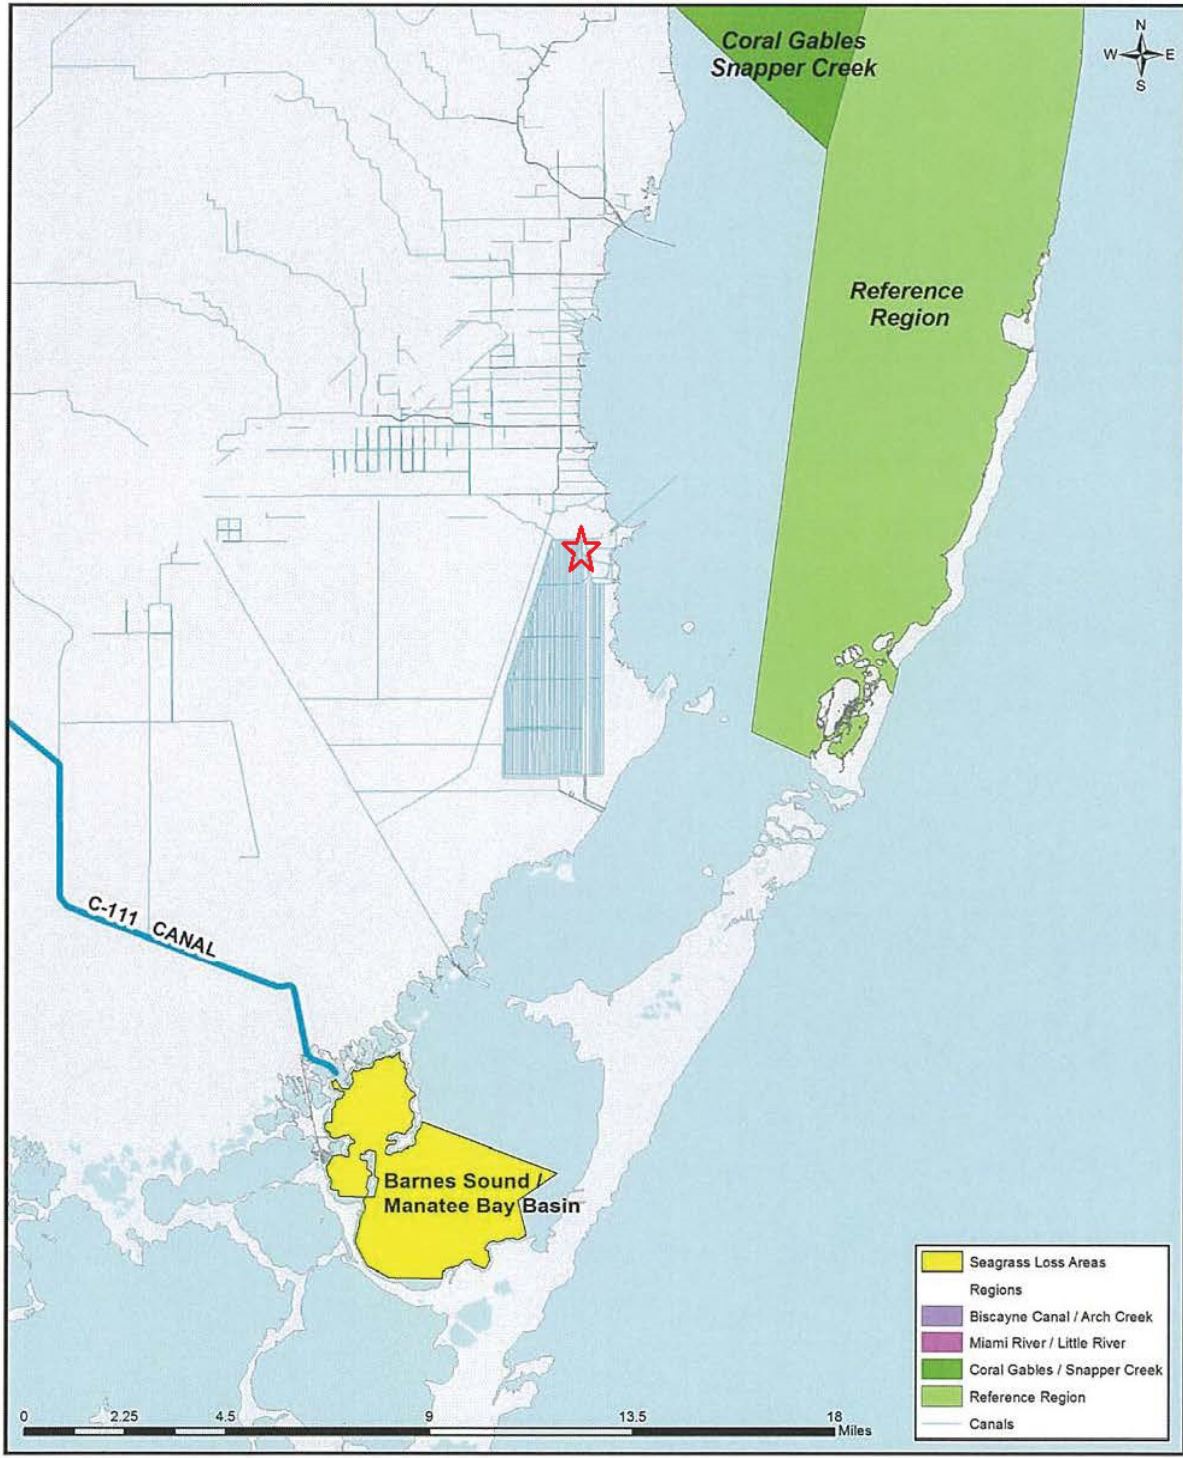 Coral Gables
Snapper Creek
N
W E
S
Reference
Region
C-111 CANAL
Barnes Sound /
Manatee Bay Basin
Seagrass Loss Areas
Regions
Biscayne Canal / Arch Creek
Miami River / Little River
Coral Gables / Snapper Creek
Reference Region
Canals
0 2.25 4.5 9 13.5 18
Miles